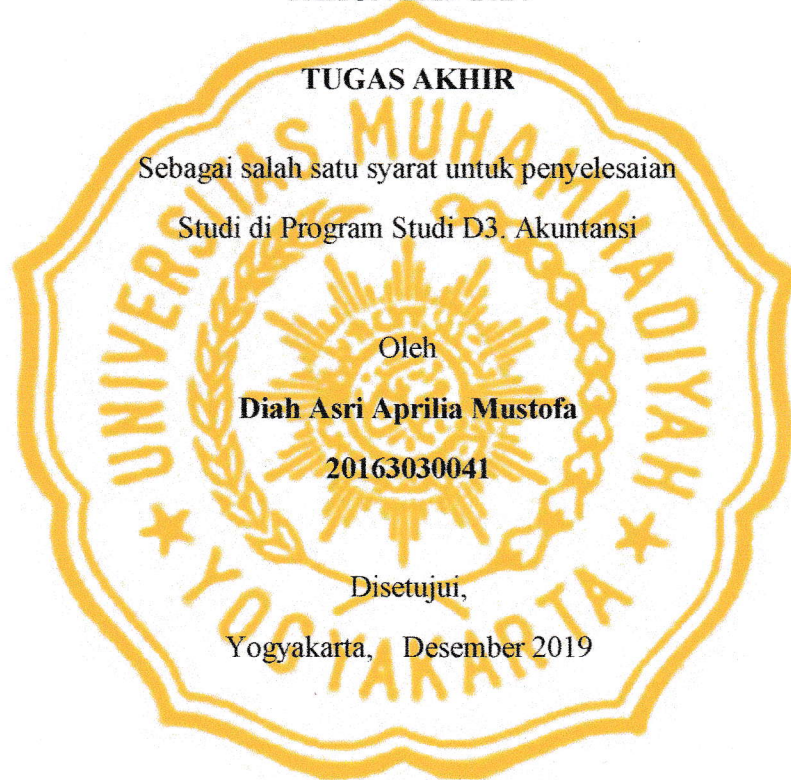 TUGAS AKHIR
UNIVERSITAS MUHAMMADIYAH
Sebagai salah satu syarat untuk penyelesaian
Studi di Program Studi D3. Akuntansi
Oleh
Diah Asri Aprilia Mustofa
20163030041
Disetujui,
Yogyakarta, Desember 2019
★ YOGYAKARTA ★